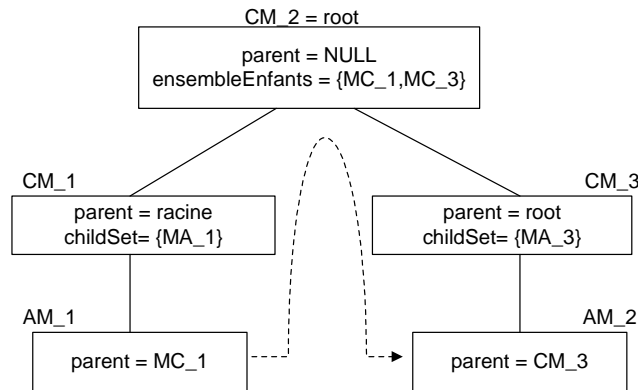 CM_2 = root
parent = NULL
ensembleEnfants = {MC_1,MC_3}
CM_1
CM_3
parent = racine
childSet= {MA_1}
parent = root
childSet= {MA_3}
AM_1
AM_2
parent = MC_1
parent = CM_3